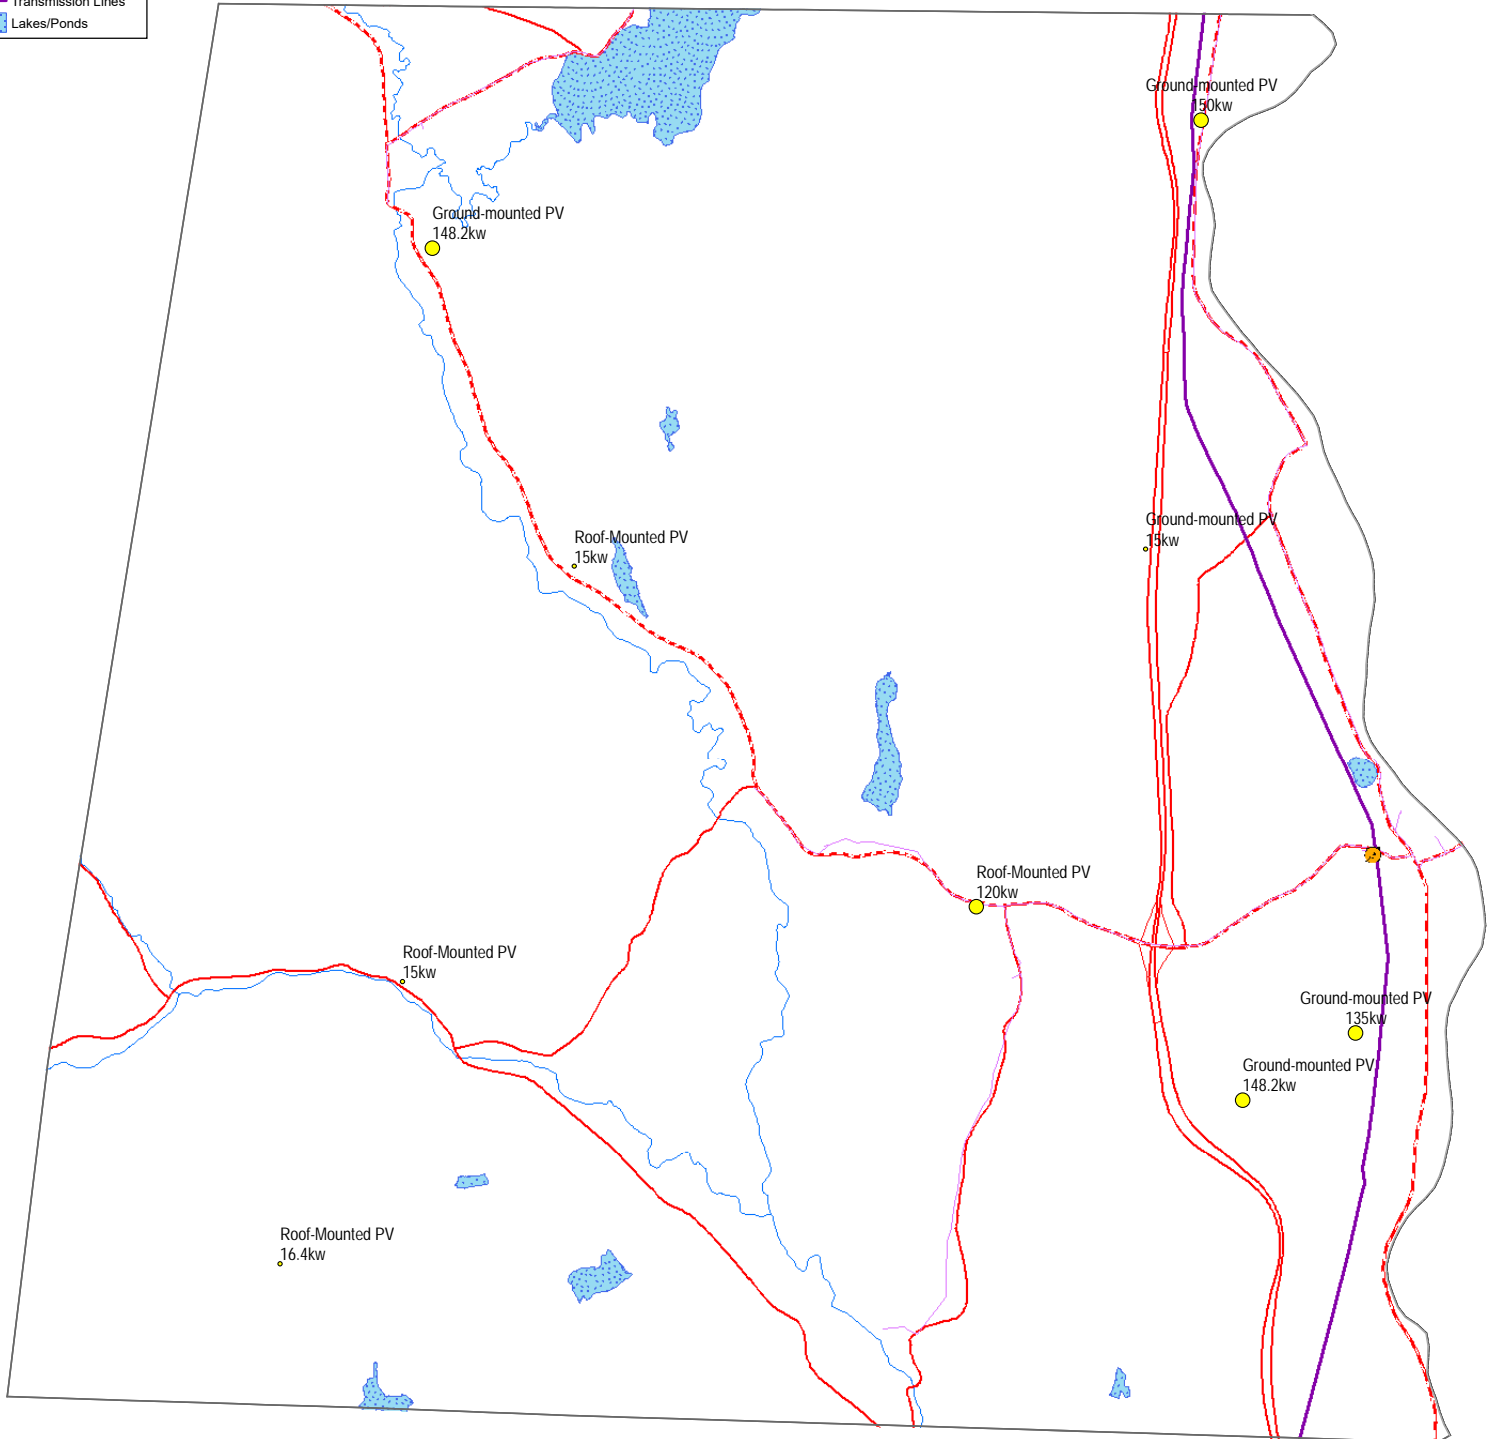 Transmission Lines
Lakes/Ponds
Ground-mounted PV
150kw
Ground-mounted PV
148.2kw
Ground-mounted PV
15kw
Roof-Mounted PV
15kw
Roof-Mounted PV
120kw
Roof-Mounted PV
15kw
Ground-mounted PV
135kw
Ground-mounted PV
148.2kw
Roof-Mounted PV
16.4kw